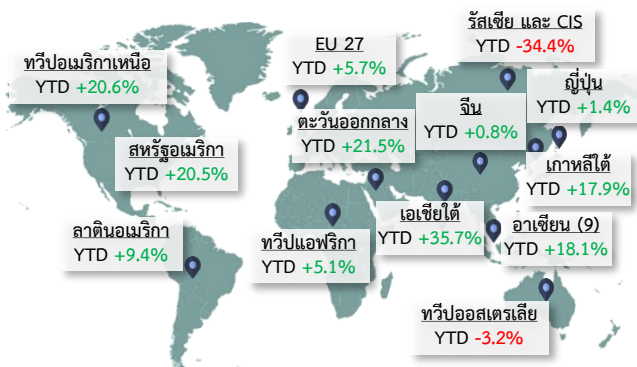 รัสเซีย และ CIS
YTD -34.4%
EU 27
YTD +5.7%
ทวีปอเมริกาเหนือ
YTD +20.6%
ญี่ปุ่น
YTD +1.4%
จีน
YTD +0.8%
ตะวันออกกลาง
YTD +21.5%
สหรัฐอเมริกา
YTD +20.5%
เกาหลีใต้
YTD +17.9%
ลาตินอเมริกา
YTD +9.4%
ทวีปแอฟริกา
YTD +5.1%
เอเชียใต้
YTD +35.7%
อาเซียน (9)
YTD +18.1%
ทวีปออสเตรเลีย
YTD -3.2%